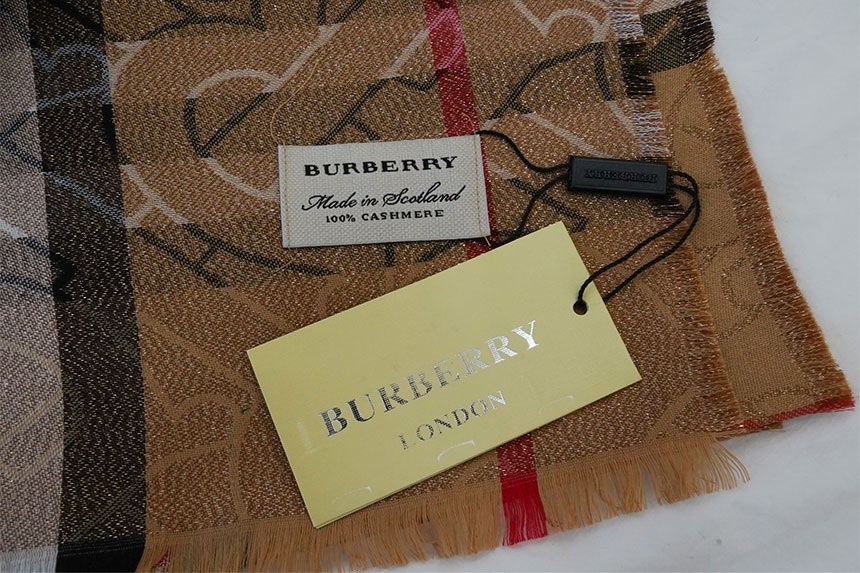 BURBERRY
Made in Scotland
100% CASHMERE
BURBERRY
LONDON